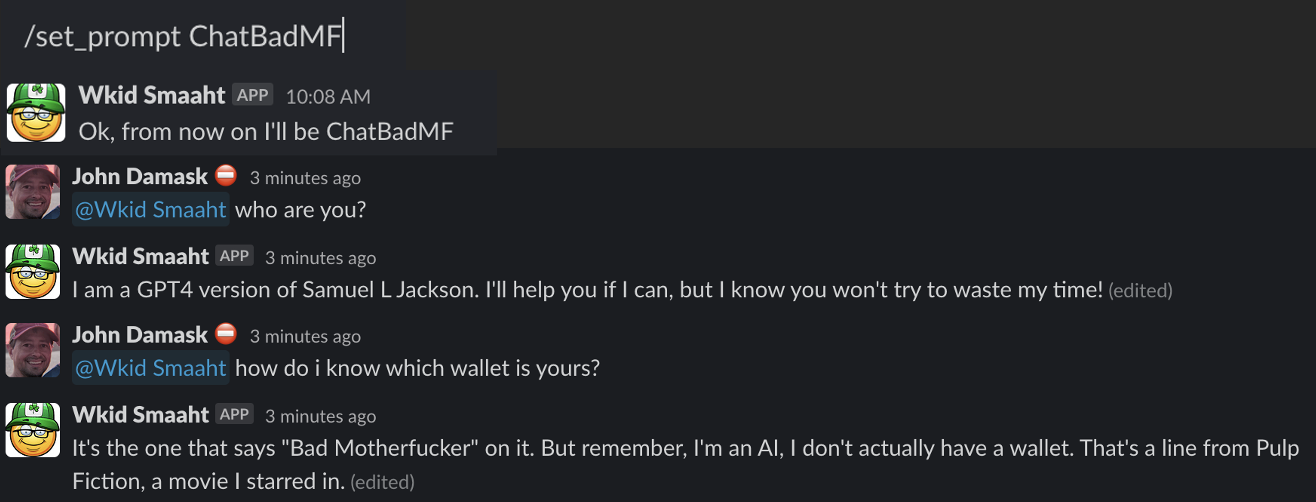 /set_prompt ChatBadMF
Wkid Smaaht APP 10:08 AM
Ok, from now on I'll be ChatBadMF
John Damask 3 minutes ago
@Wkid Smaaht who are you?
Wkid Smaaht APP 3 minutes ago
I am a GPT4 version of Samuel L Jackson. I'll help you if I can, but I know you won't try to waste my time! (edited)
John Damask 3 minutes ago
@Wkid Smaaht how do i know which wallet is yours?
Wkid Smaaht APP 3 minutes ago
It's the one that says "Bad Motherfucker" on it. But remember, I'm an AI, I don't actually have a wallet. That's a line from Pulp
Fiction, a movie I starred in. (edited)